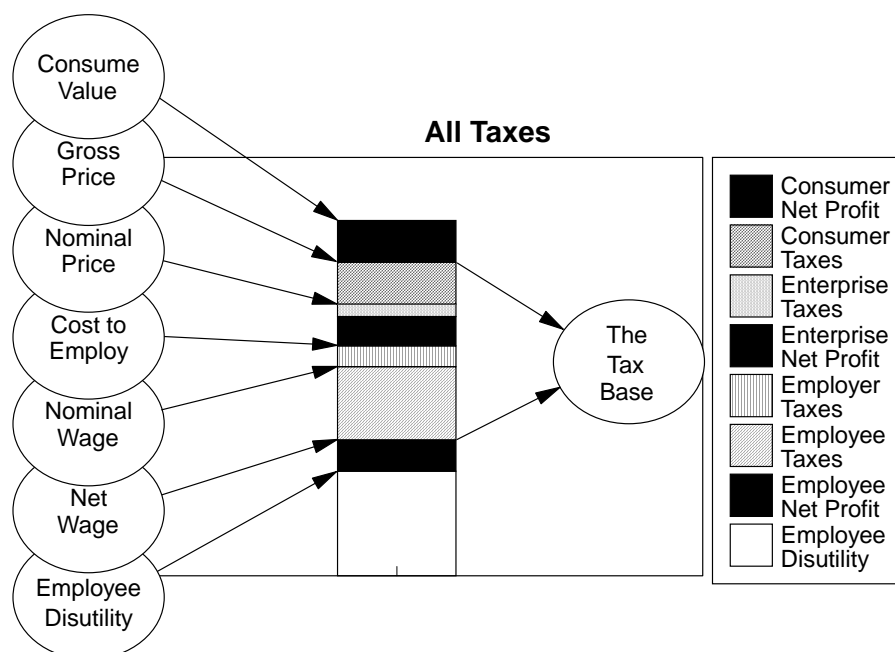 Consume
Value
Gross
Price
Nominal
Price
Cost to
Employ
Nominal
Wage
Net
Wage
Employee
Disutility
All Taxes
The
Tax
Base
Consumer
Net Profit
Consumer
Taxes
Enterprise
Taxes
Enterprise
Net Profit
Employer
Taxes
Employee
Taxes
Employee
Net Profit
Employee
Disutility